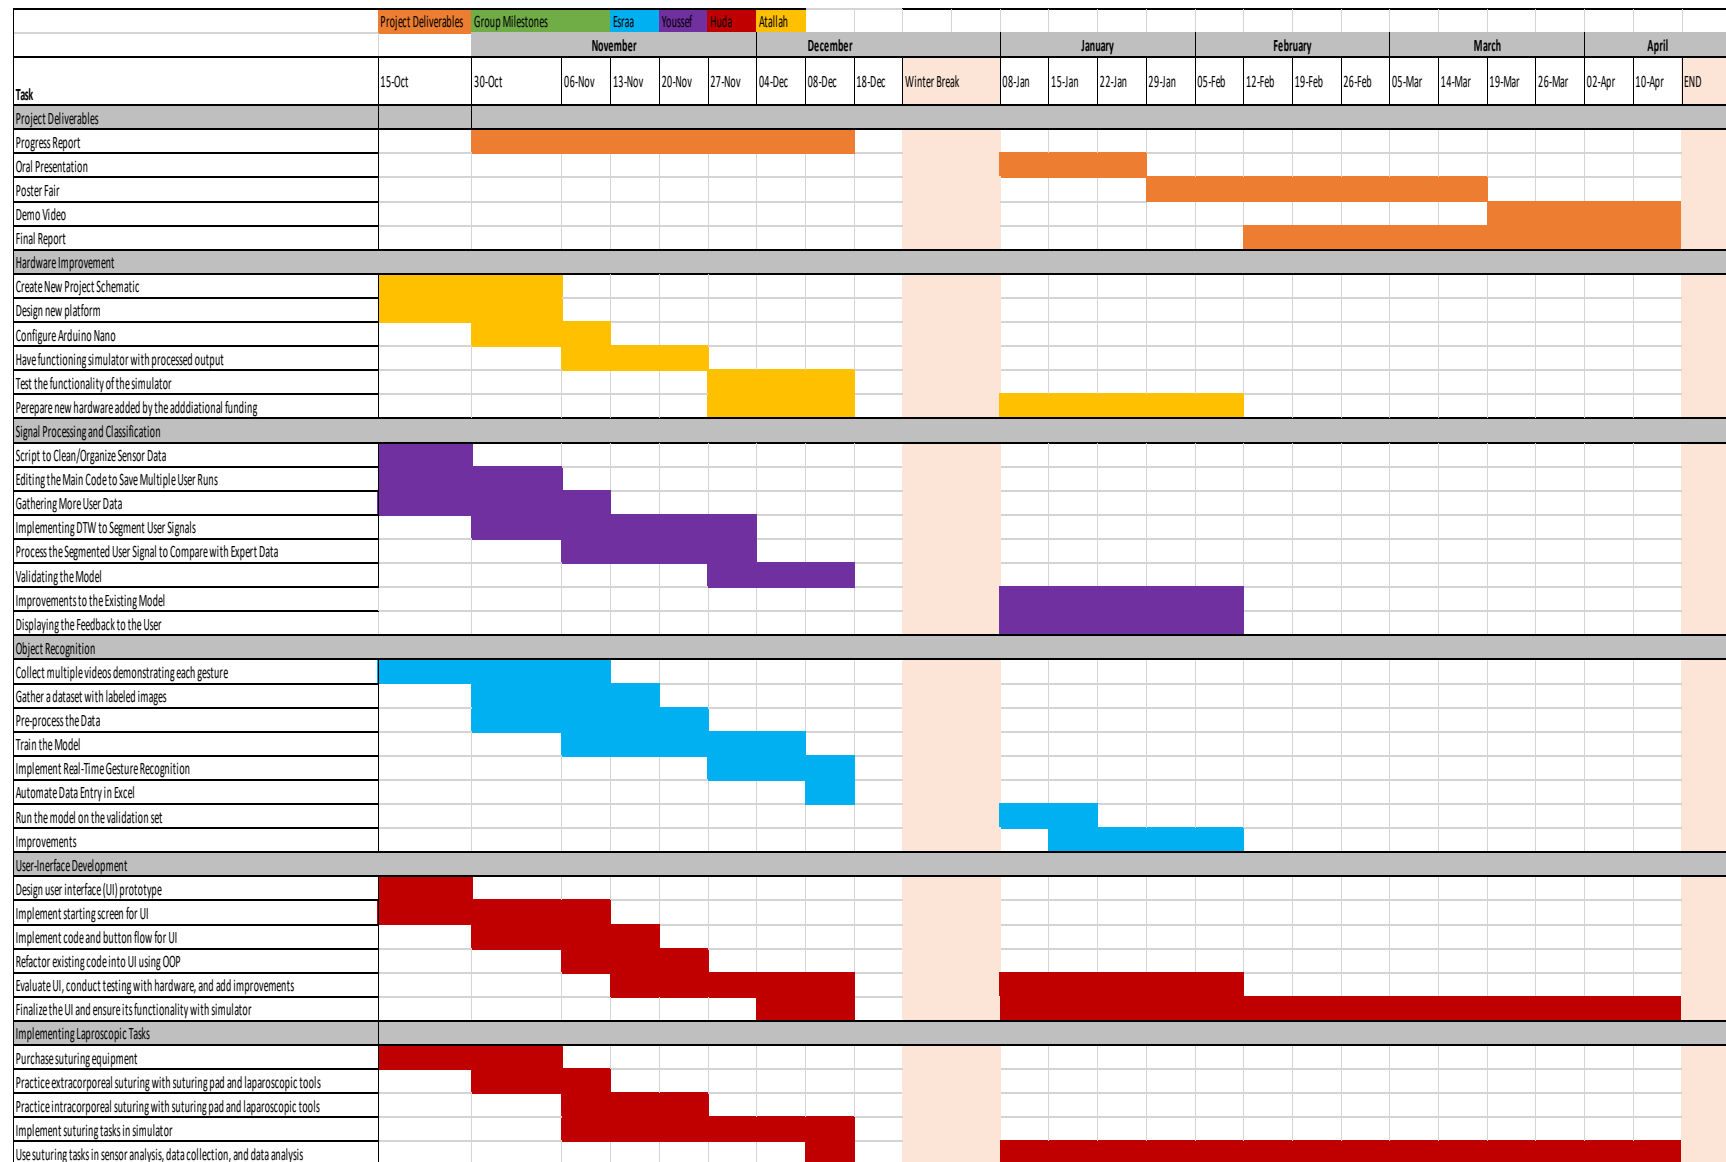 Project Deliverables Group Milestones Esraa Youssef Huda Atallah
November December January February March April
Task 15-Oct 30-Oct 06-Nov 13-Nov 20-Nov 27-Nov 04-Dec 08-Dec 18-Dec Winter Break 08-Jan 15-Jan 22-Jan 29-Jan 05-Feb 12-Feb 19-Feb 26-Feb 05-Mar 14-Mar 19-Mar 26-Mar 02-Apr 10-Apr END
Project Deliverables
Progress Report
Oral Presentation
Poster Fair
Demo Video
Final Report
Hardware Improvement
Create New Project Schematic
Design new platform
Configure Arduino Nano
Have functioning simulator with processed output
Test the functionality of the simulator
Perepare new hardware added by the adddiational funding
Signal Processing and Classification
Script to Clean/Organize Sensor Data
Editing the Main Code to Save Multiple User Runs
Gathering More User Data
Implementing DTW to Segment User Signals
Process the Segmented User Signal to Compare with Expert Data
Validating the Model
Improvements to the Existing Model
Displaying the Feedback to the User
Object Recognition
Collect multiple videos demonstrating each gesture
Gather a dataset with labeled images
Pre-process the Data
Train the Model
Implement Real-Time Gesture Recognition
Automate Data Entry in Excel
Run the model on the validation set
Improvements
User-Inerface Development
Design user interface (UI) prototype
Implement starting screen for UI
Implement code and button flow for UI
Refactor existing code into UI using OOP
Evaluate UI, conduct testing with hardware, and add improvements
Finalize the UI and ensure its functionality with simulator
Implementing Laproscopic Tasks
Purchase suturing equipment
Practice extracorporeal suturing with suturing pad and laparoscopic tools
Practice intracorporeal suturing with suturing pad and laparoscopic tools
Implement suturing tasks in simulator
Use suturing tasks in sensor analysis, data collection, and data analysis